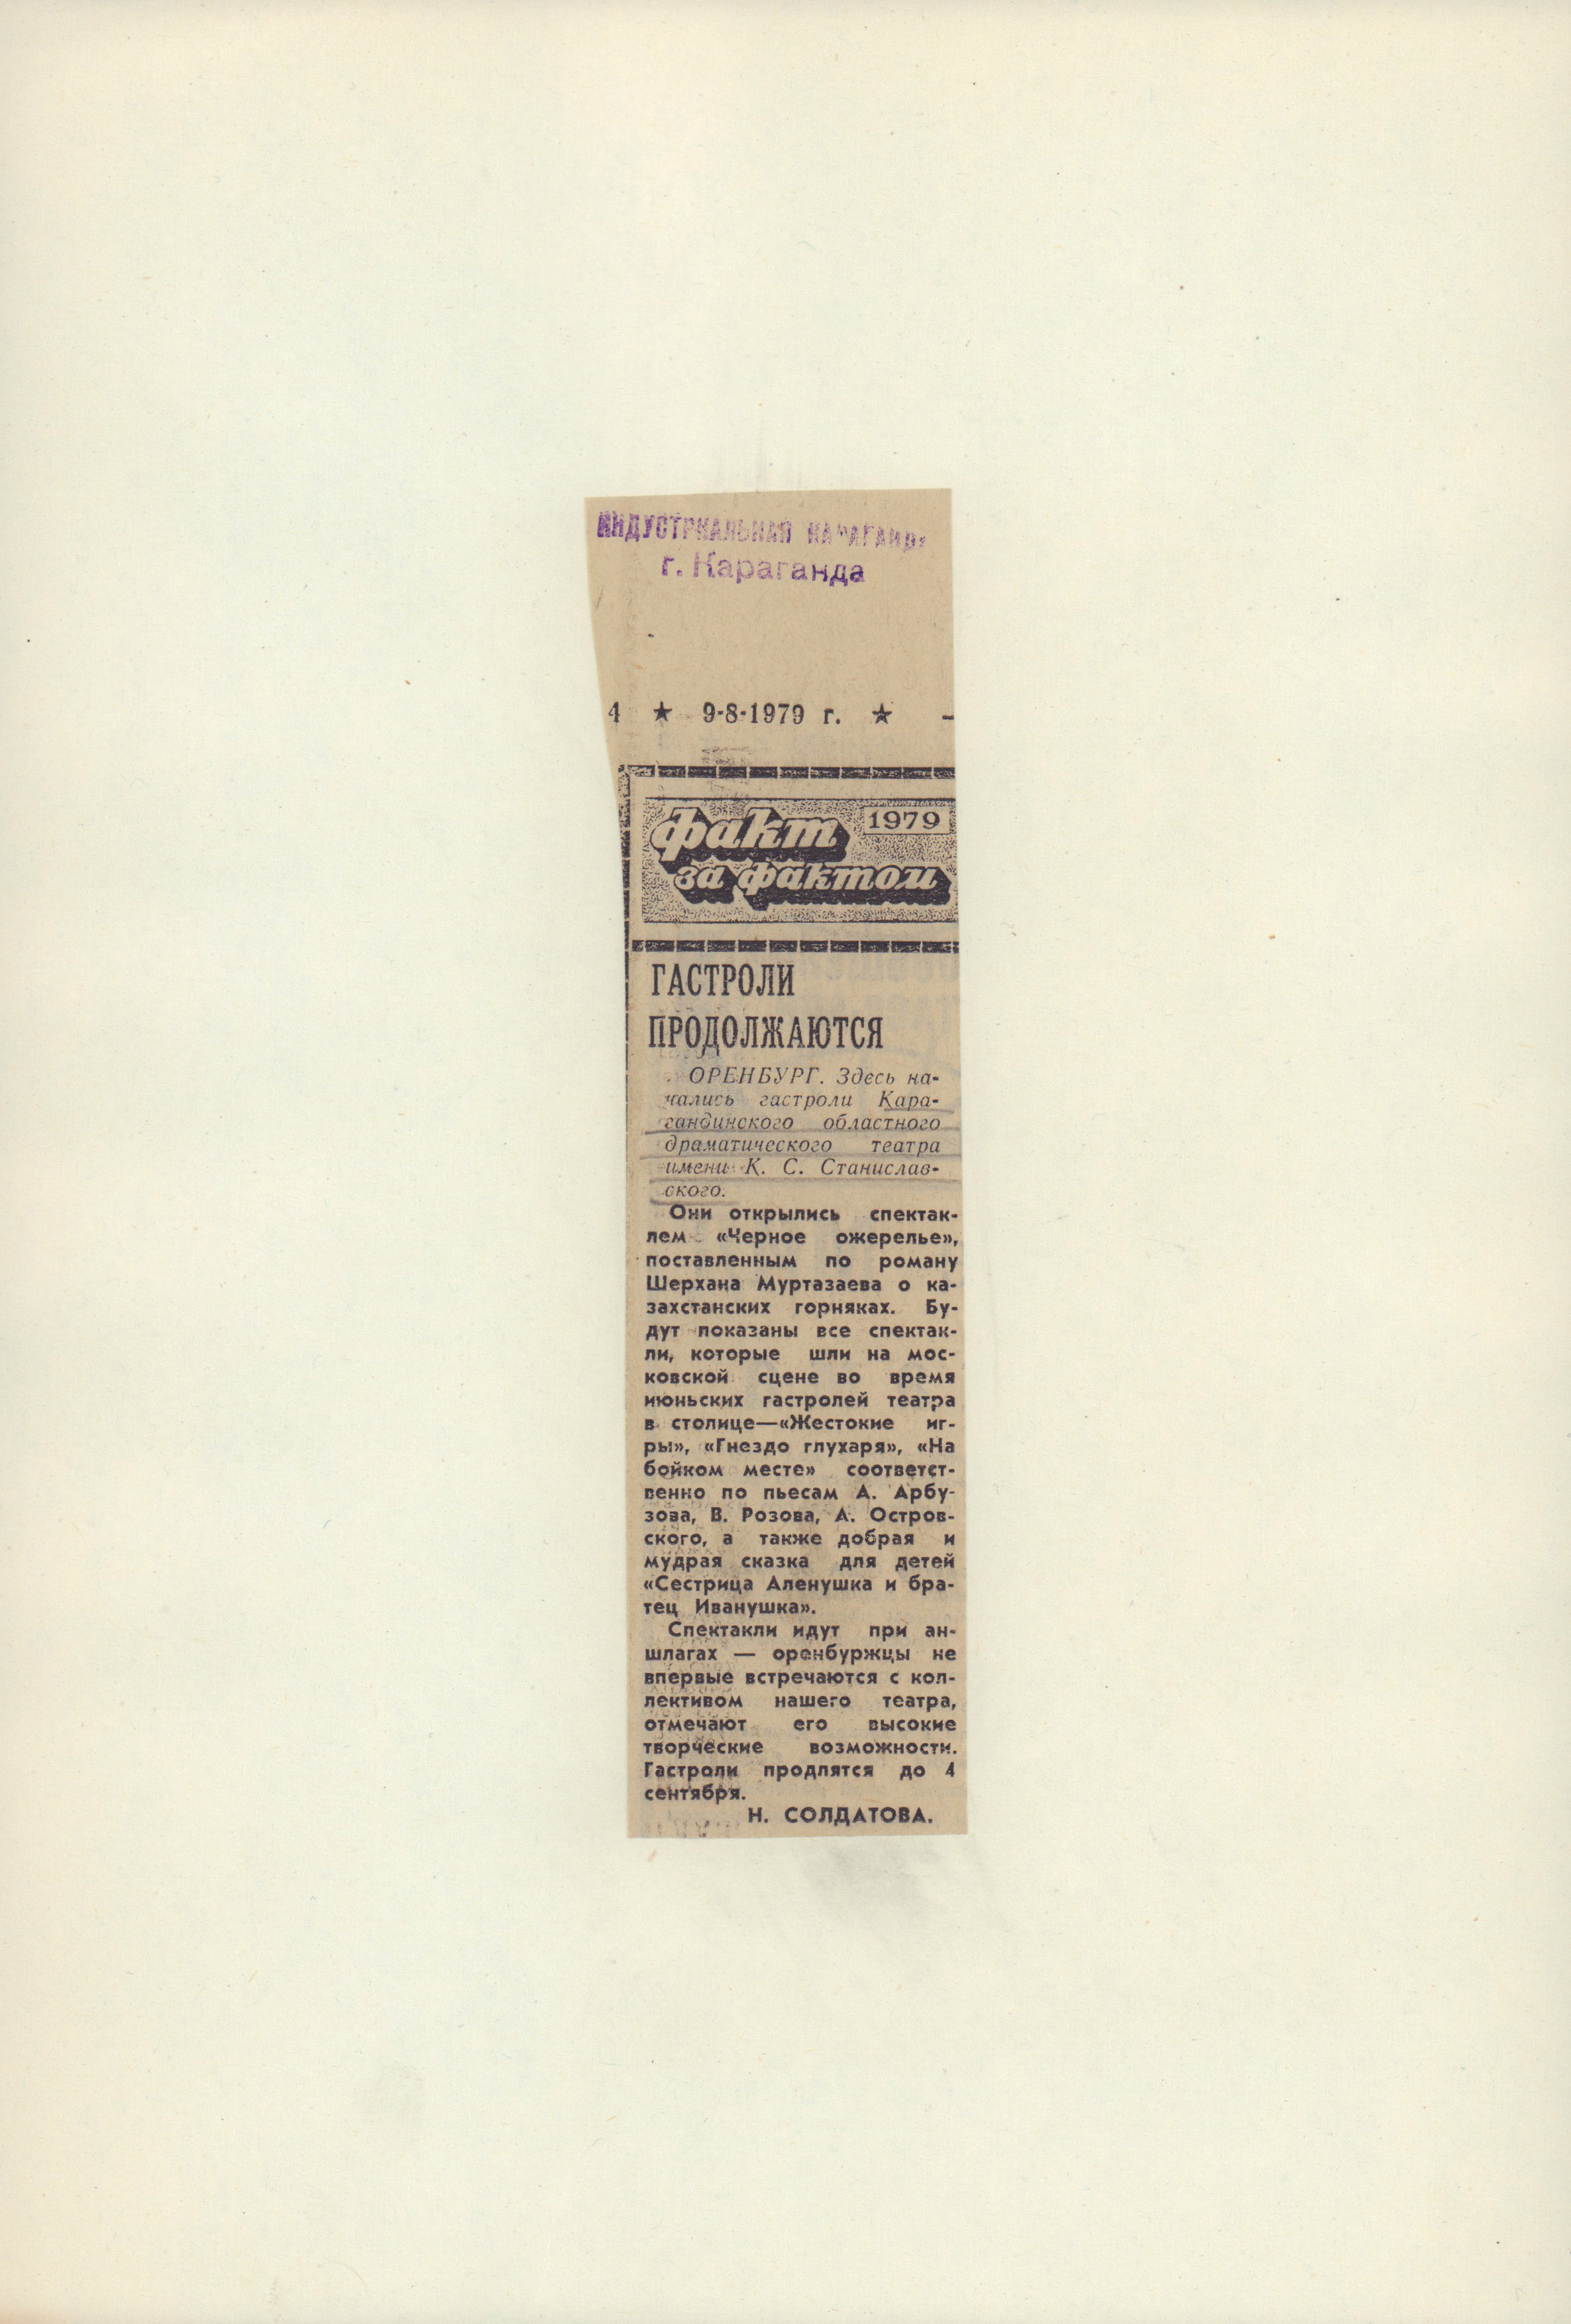 ИНДУСТРИАЛЬНАЯ КАРАГАНДА
г. Караганда
4 ★ 9-8-1979 г. ★ –
факт 1979
за фактом
ГАСТРОЛИ
ПРОДОЛЖАЮТСЯ
ОРЕНБУРГ. Здесь на-
чались гастроли Кара-
гандинского областного
драматического театра
имени К. С. Станислав-
ского.
Они открылись спектак-
лем «Черное ожерелье»,
поставленным по роману
Шерхана Муртазаева о ка-
захстанских горняках. Бу-
дут показаны все спектак-
ли, которые шли на мос-
ковской сцене во время
июньских гастролей театра
в столице—«Жестокие иг-
ры», «Гнездо глухаря», «На
бойком месте» соответст-
венно по пьесам А. Арбу-
зова, В. Розова, А. Остров-
ского, а также добрая и
мудрая сказка для детей
«Сестрица Аленушка и бра-
тец Иванушка».
Спектакли идут при ан-
шлагах — оренбуржцы не
впервые встречаются с кол-
лективом нашего театра,
отмечают его высокие
творческие возможности.
Гастроли продлятся до 4
сентября.
Н. СОЛДАТОВА.